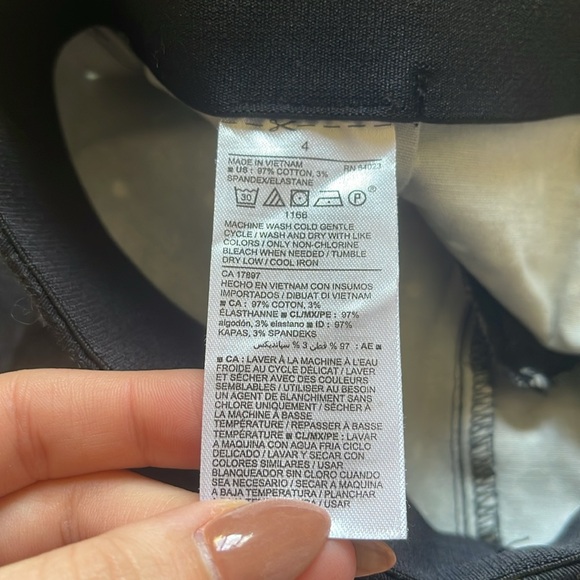 4
MADE IN VIETNAM RN 54023
■ US : 97% COTTON, 3%
SPANDEX/ELASTANE
30 P ®
1166
MACHINE WASH COLD GENTLE
CYCLE / WASH AND DRY WITH LIKE
COLORS / ONLY NON-CHLORINE
BLEACH WHEN NEEDED / TUMBLE
DRY LOW / COOL IRON
CA 17897
HECHO EN VIETNAM CON INSUMOS
IMPORTADOS / DIBUAT DI VIETNAM
■ CA : 97% COTON, 3%
ÉLASTHANNE ■ CL/MX/PE : 97%
algodón, 3% elastano ■ ID : 97%
KAPAS, 3% SPANDEKS
AE : ■ 97 % قطن 3 % سبانديكس
■ CA : LAVER À LA MACHINE À L'EAU
FROIDE AU CYCLE DÉLICAT / LAVER
ET SÉCHER AVEC DES COULEURS
SEMBLABLES / UTILISER AU BESOIN
UN AGENT DE BLANCHIMENT SANS
CHLORE UNIQUEMENT / SÉCHER À
LA MACHINE À BASSE
TEMPÉRATURE / REPASSER À BASSE
TEMPÉRATURE ■ CL/MX/PE : LAVAR
A MAQUINA CON AGUA FRIA CICLO
DELICADO / LAVAR Y SECAR CON
COLORES SIMILARES / USAR
BLANQUEADOR SIN CLORO CUANDO
SEA NECESARIO / SECAR A MAQUINA
A BAJA TEMPERATURA / PLANCHAR
A BAJA TEMPERATURA / USAR